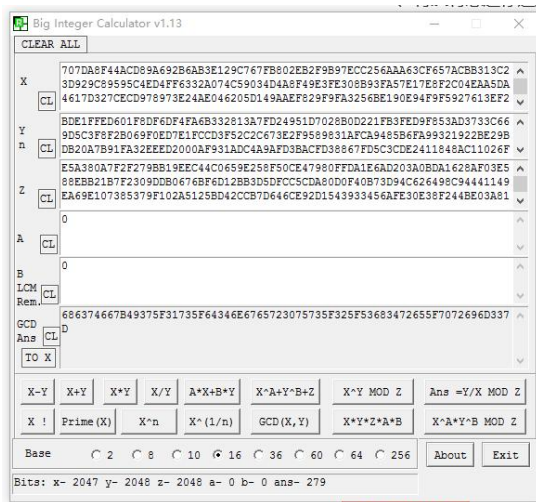 Big Integer Calculator v1.13
CLEAR ALL
X
CL
707DA8F44ACD89A692B6AB3E129C767FB802EB2F9B97ECC256AAA63CF657ACBB313C2
3D929C89595C4ED4FF6332A074C59034D4A8F49E3FE308B93FA57E17E8F2C04EAA5DA
4617D327CECD978973E24AE046205D149AAEF829F9FA3256BE190E94F9F5927613EF2
Y
n
CL
BDE1FFED601F8DF6DF4FA6B332813A7FD24951D7028B0D221FB3FED9F853AD3733C66
9D5C3F8F2B069F0ED7E1FCCD3F52C2C673E2F9589831AFCA9485B6FA99321922BE29B
DB20A7B91FA32EEED2000AF931ADC4A9AFD3BACFD38867FD5C3CDE2411848AC11026F
Z
CL
E5A380A7F2F279BB19EEC44C0659E258F50CE47980FFDA1E6AD203A0BDA1628AF03E5
88EBB21B7F2309DDB0676BF6D12BB3D5DFCC5CDA80D0F40B73D94C626498C94441149
EA69E107385379F102A5125BD42CCB7D646CE92D1543933456AFE30E38F244BE03A81
A
CL
0
B
LCM
Rem.
CL
0
GCD
Ans
CL
TO X
686374667B49375F31735F64346E6765723075735F325F53683472655F7072696D337
D
X-Y X+Y X*Y X/Y A*X+B*Y X^A+Y^B+Z X^Y MOD Z Ans =Y/X MOD Z
X ! Prime(X) X^n X^(1/n) GCD(X,Y) X*Y*Z*A*B X^A*Y^B MOD Z
Base 2 8 10 16 36 60 64 256 About Exit
Bits: x- 2047 y- 2048 z- 2048 a- 0 b- 0 ans- 279